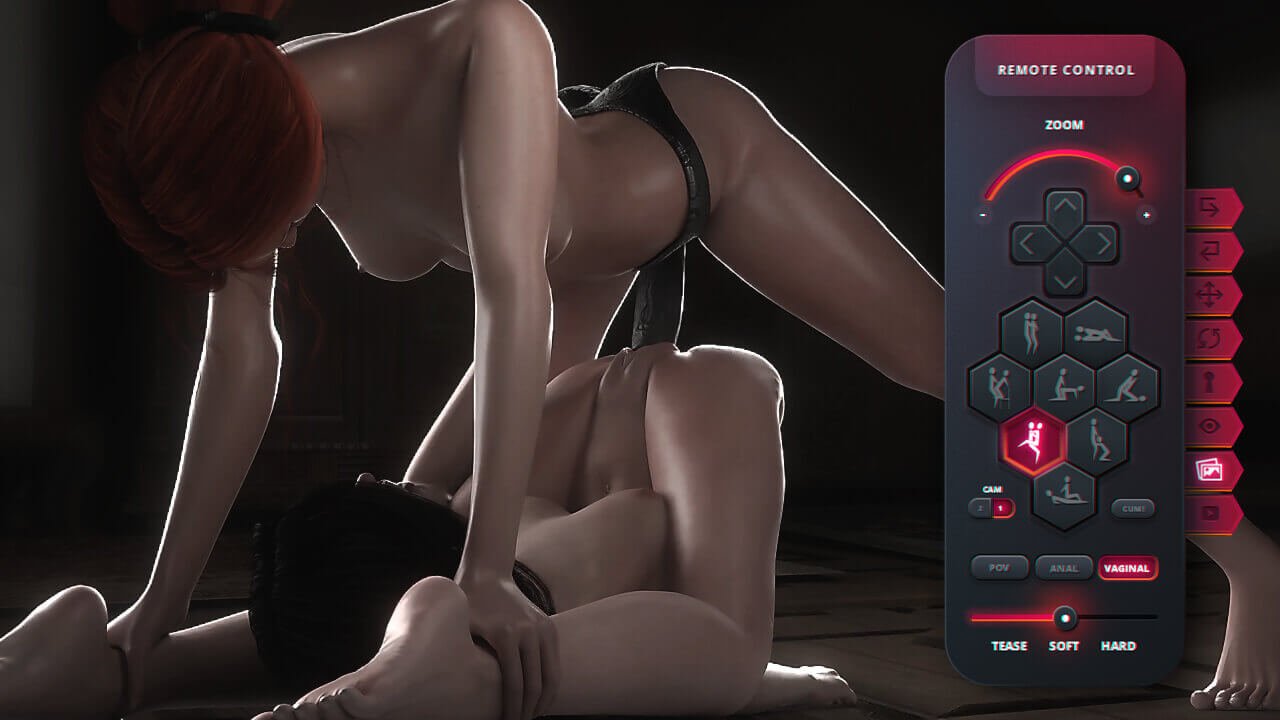 REMOTE CONTROL
ZOOM
- +
CAM
2 1
CUM!
POV ANAL VAGINAL
TEASE SOFT HARD